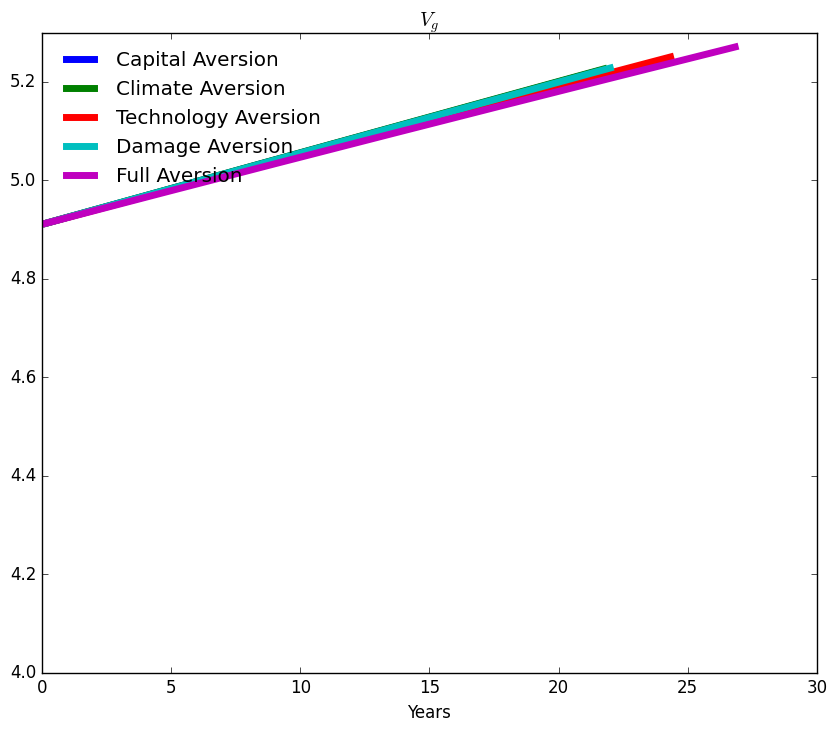 V_g
Capital Aversion
Climate Aversion
Technology Aversion
Damage Aversion
Full Aversion
5.2
5.0
4.8
4.6
4.4
4.2
4.0
0 5 10 15 20 25 30
Years